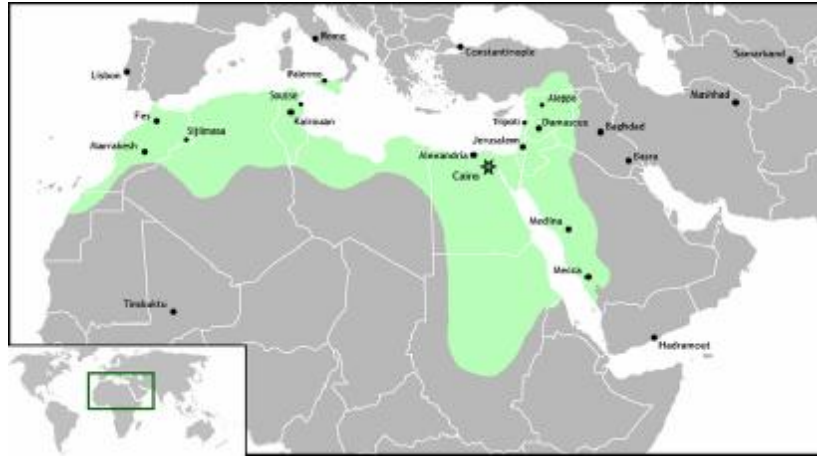 Rome
Constantinople
Samarkand
Lisbon
Palermo
Mashhad
Sousse
Aleppo
Fes
Kairouan
Tripoli
Damascus
Baghdad
Sijilmasa
Jerusalem
Marrakesh
Alexandria
Basra
Cairo
Medina
Mecca
Timbuktu
Hadramout